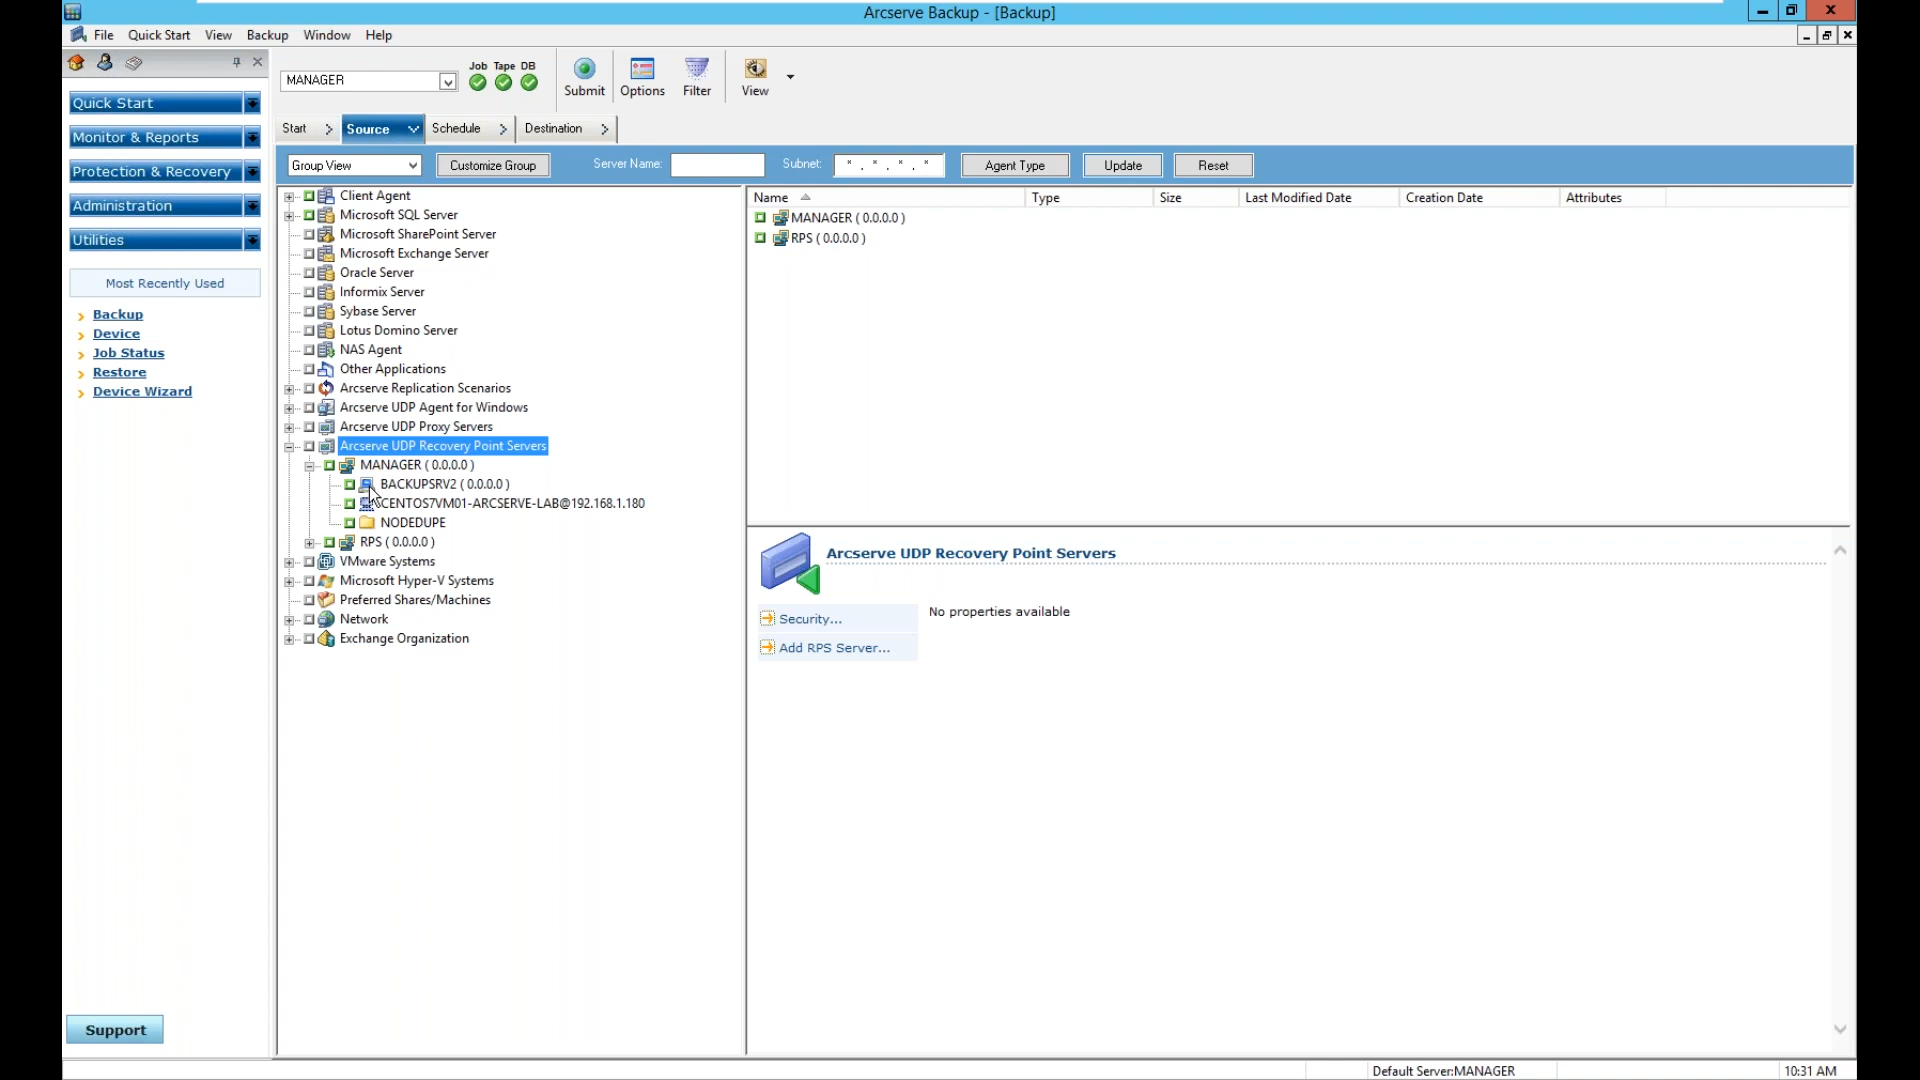 Arcserve Backup - [Backup]
File Quick Start View Backup Window Help
MANAGER
Job Tape DB
Submit Options Filter View
Quick Start
Monitor & Reports
Protection & Recovery
Administration
Utilities
Most Recently Used
Backup
Device
Job Status
Restore
Device Wizard
Support
Start Source Schedule Destination
Group View Customize Group Server Name: Subnet: * . * . * . * Agent Type Update Reset
Client Agent
Microsoft SQL Server
Microsoft SharePoint Server
Microsoft Exchange Server
Oracle Server
Informix Server
Sybase Server
Lotus Domino Server
NAS Agent
Other Applications
Arcserve Replication Scenarios
Arcserve UDP Agent for Windows
Arcserve UDP Proxy Servers
Arcserve UDP Recovery Point Servers
MANAGER ( 0.0.0.0 )
BACKUPSRV2 ( 0.0.0.0 )
CENTOS7VM01-ARCSERVE-LAB@192.168.1.180
NODEDUPE
RPS ( 0.0.0.0 )
VMware Systems
Microsoft Hyper-V Systems
Preferred Shares/Machines
Network
Exchange Organization
Name Type Size Last Modified Date Creation Date Attributes
MANAGER ( 0.0.0.0 )
RPS ( 0.0.0.0 )
Arcserve UDP Recovery Point Servers
Security...
Add RPS Server...
No properties available
Default Server:MANAGER 10:31 AM